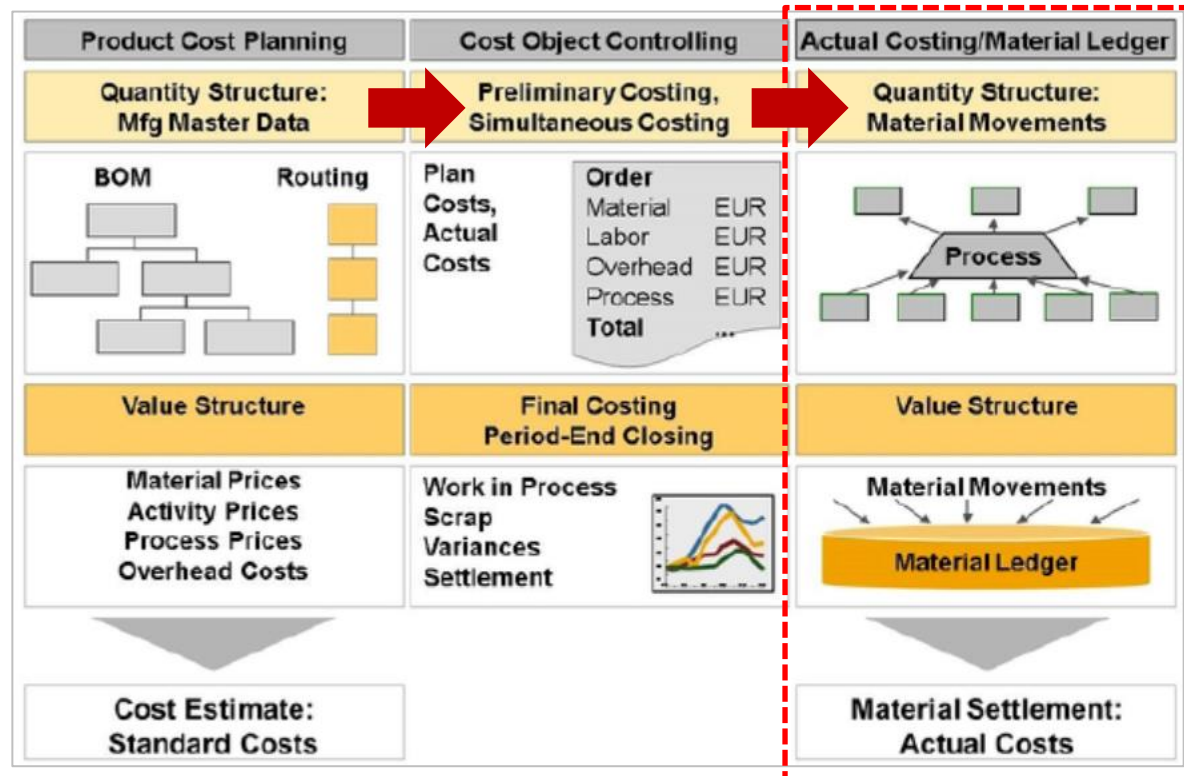 Product Cost Planning
Cost Object Controlling
Actual Costing/Material Ledger
Quantity Structure:
Mfg Master Data
Preliminary Costing,
Simultaneous Costing
Quantity Structure:
Material Movements
BOM
Routing
Plan
Costs,
Actual
Costs
Order
Material EUR
Labor EUR
Overhead EUR
Process EUR
Total ...
Process
Value Structure
Final Costing
Period-End Closing
Value Structure
Material Prices
Activity Prices
Process Prices
Overhead Costs
Work in Process
Scrap
Variances
Settlement
Material Movements
Material Ledger
Cost Estimate:
Standard Costs
Material Settlement:
Actual Costs